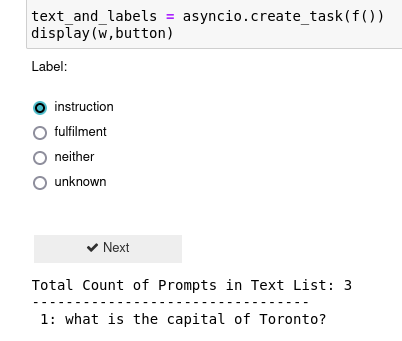 text_and_labels = asyncio.create_task(f())
display(w,button)
Label:
instruction
fulfilment
neither
unknown
✔ Next
Total Count of Prompts in Text List: 3
---------------------------------
1: what is the capital of Toronto?